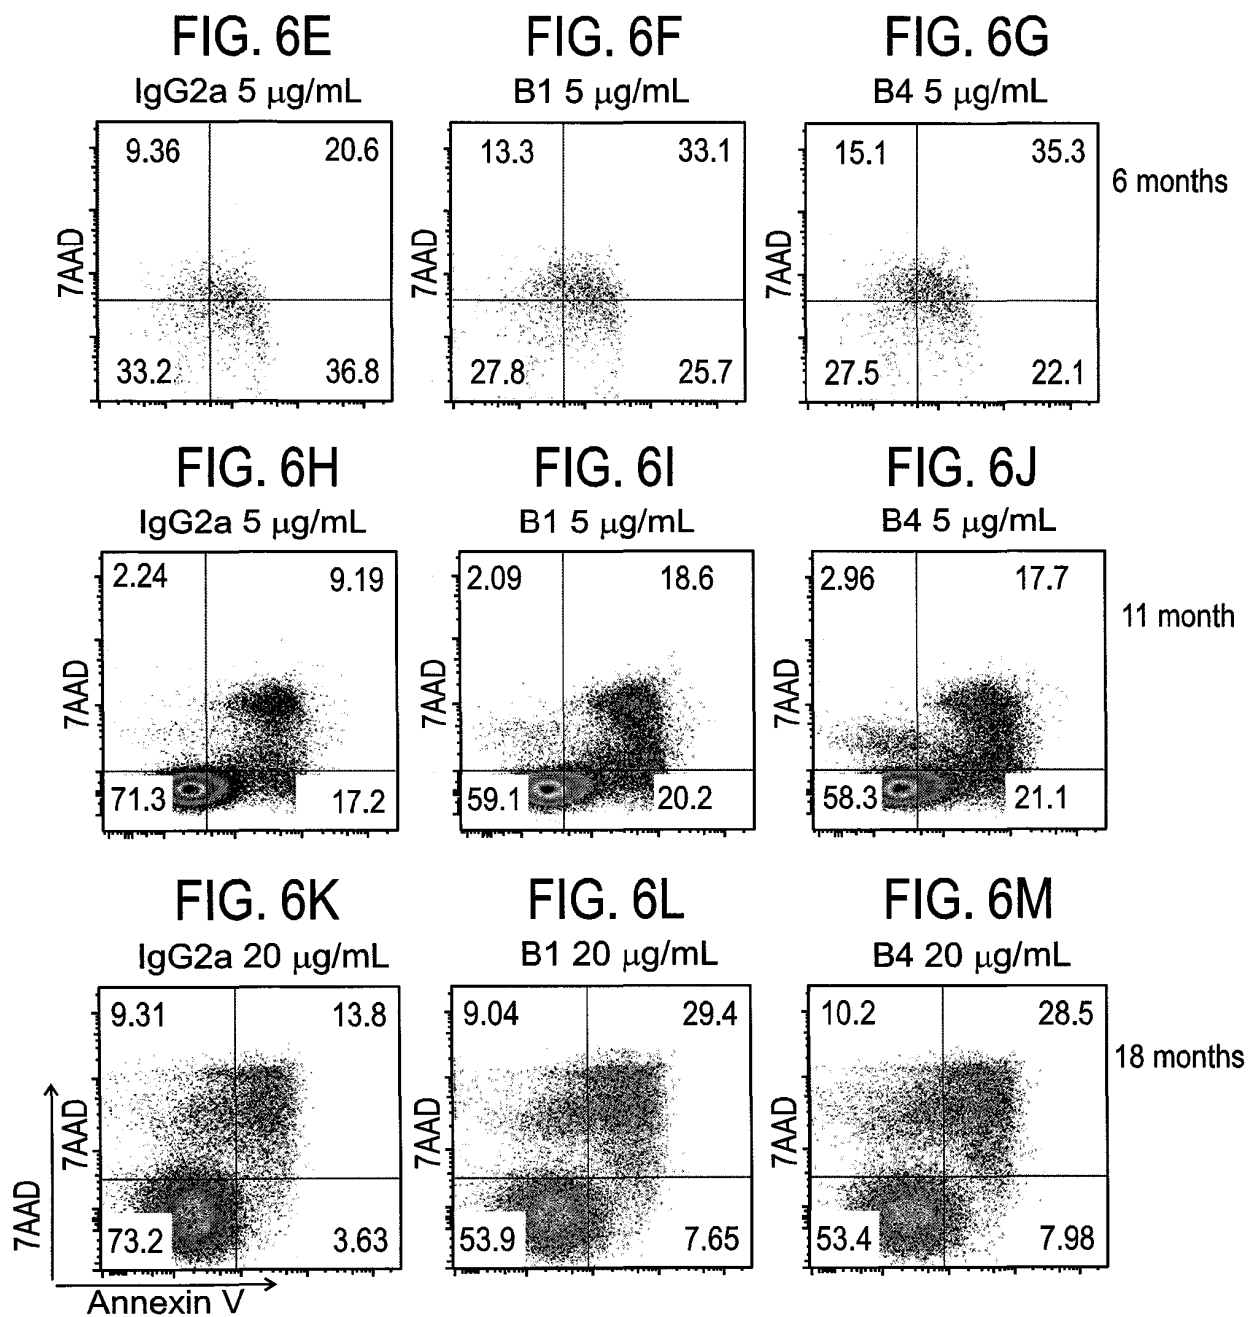 FIG. 6E FIG. 6F FIG. 6G
IgG2a 5 μg/mL B1 5 μg/mL B4 5 μg/mL
9.36 20.6 13.3 33.1 15.1 35.3
6 months
7AAD 7AAD 7AAD
33.2 36.8 27.8 25.7 27.5 22.1
FIG. 6H FIG. 6I FIG. 6J
IgG2a 5 μg/mL B1 5 μg/mL B4 5 μg/mL
2.24 9.19 2.09 18.6 2.96 17.7
11 month
7AAD 7AAD 7AAD
71.3 17.2 59.1 20.2 58.3 21.1
FIG. 6K FIG. 6L FIG. 6M
IgG2a 20 μg/mL B1 20 μg/mL B4 20 μg/mL
9.31 13.8 9.04 29.4 10.2 28.5
18 months
7AAD 7AAD 7AAD
7AAD
73.2 3.63 53.9 7.65 53.4 7.98
Annexin V